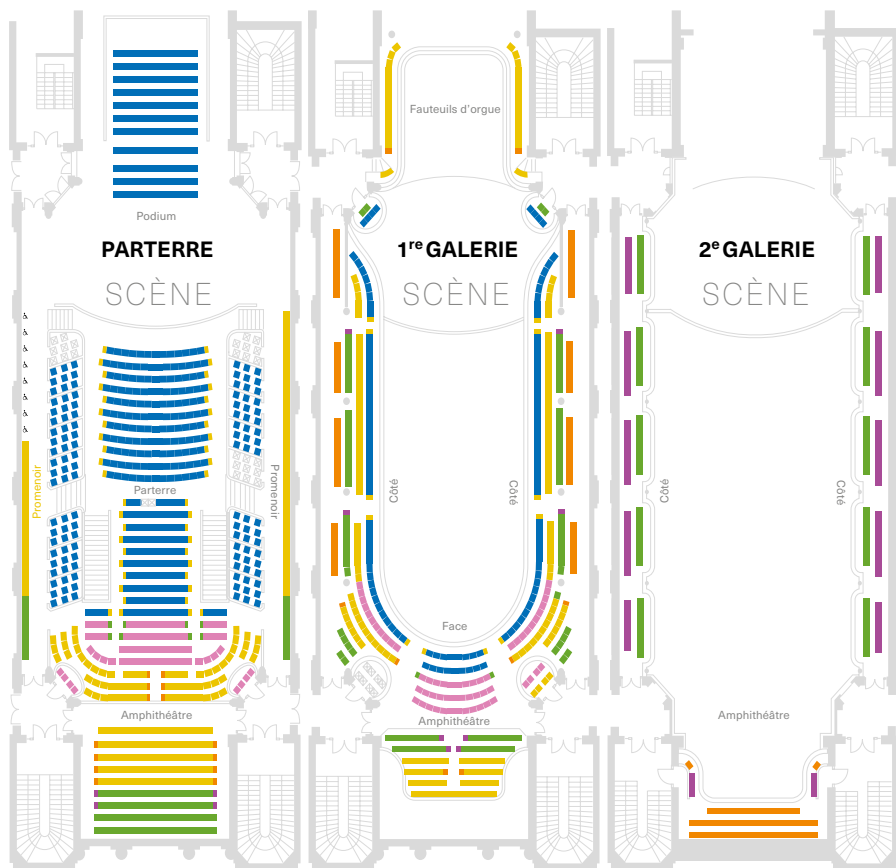 Fauteuils d'orgue
Podium
PARTERRE
1re GALERIE
2e GALERIE
SCÈNE
SCÈNE
SCÈNE
Parterre
Promenoir
Promenoir
Côté
Côté
Côté
Côté
Face
Amphithéâtre
Amphithéâtre
Amphithéâtre